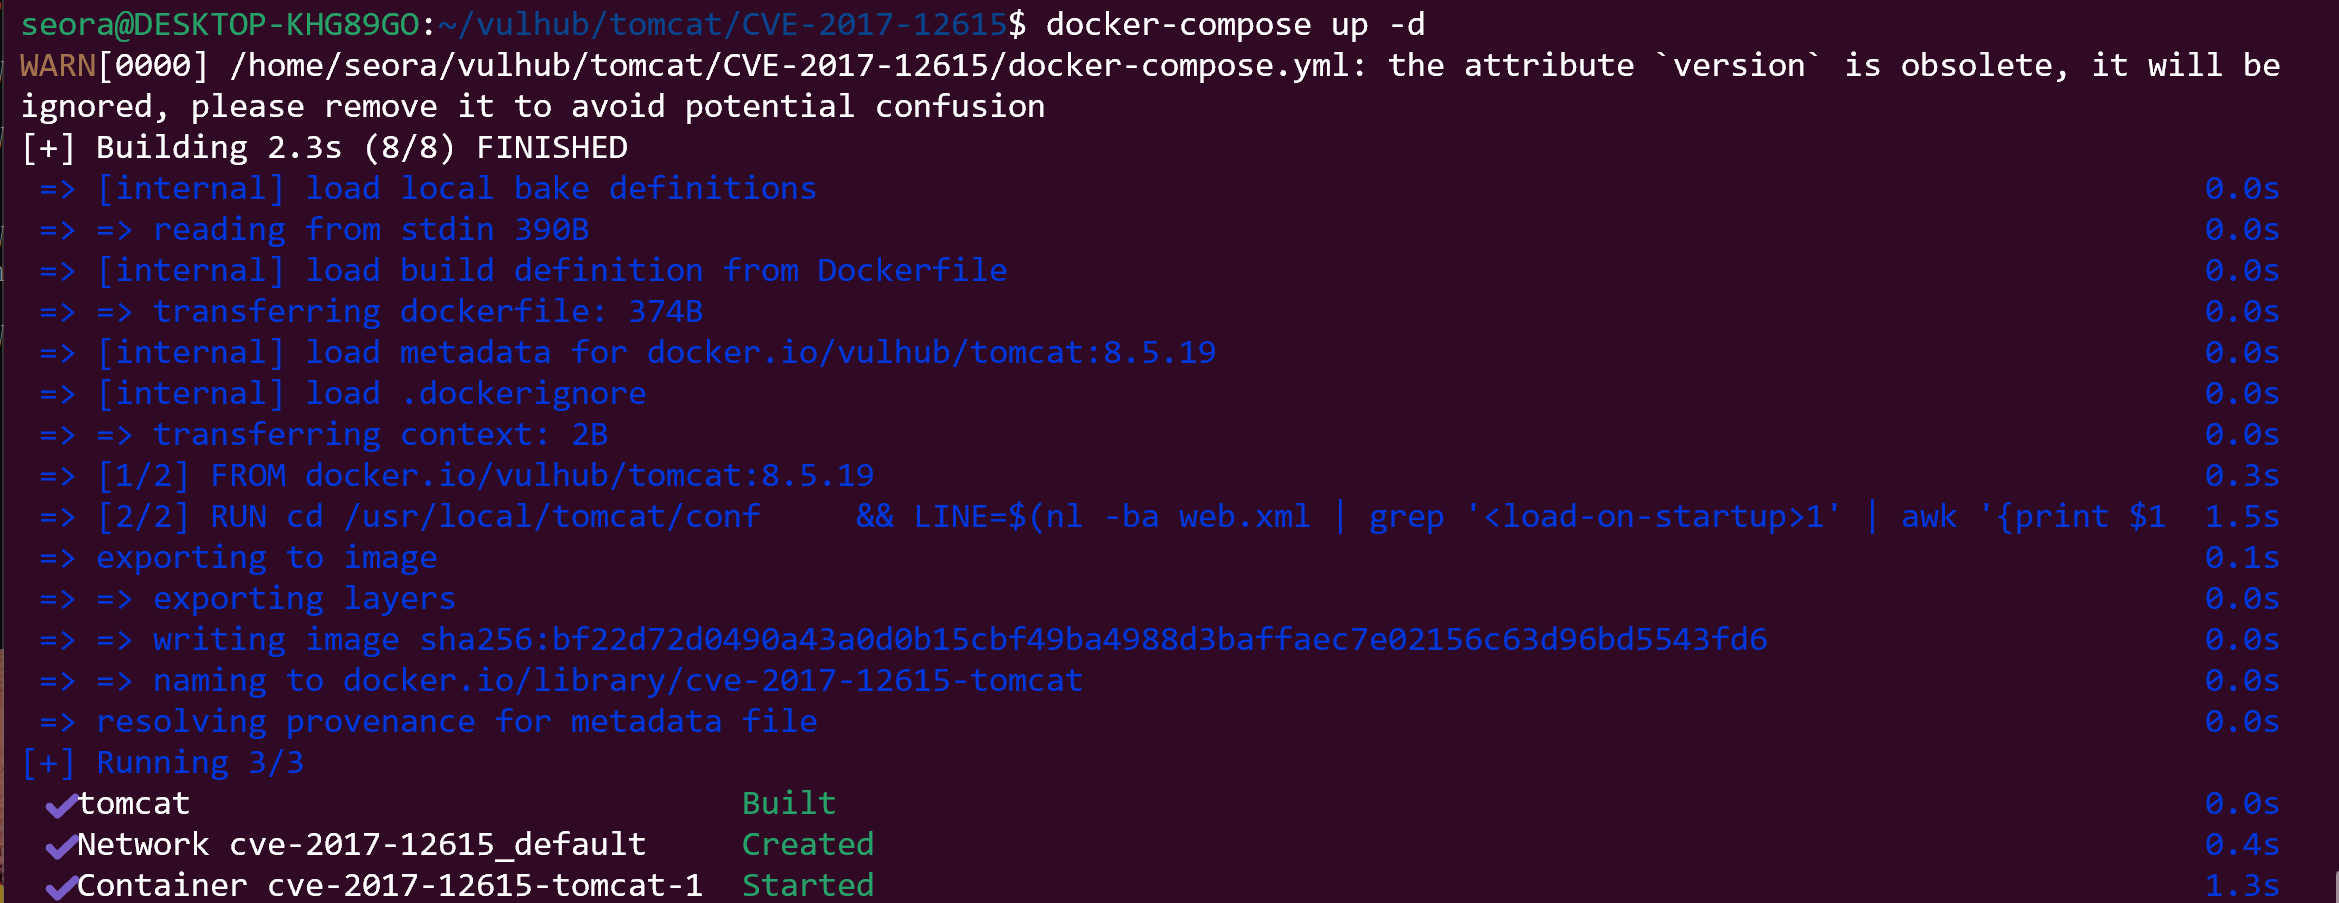 seora@DESKTOP-KHG89GO:~/vulhub/tomcat/CVE-2017-12615$ docker-compose up -d
WARN[0000] /home/seora/vulhub/tomcat/CVE-2017-12615/docker-compose.yml: the attribute `version` is obsolete, it will be
ignored, please remove it to avoid potential confusion
[+] Building 2.3s (8/8) FINISHED
=> [internal] load local bake definitions 0.0s
=> => reading from stdin 390B 0.0s
=> [internal] load build definition from Dockerfile 0.0s
=> => transferring dockerfile: 374B 0.0s
=> [internal] load metadata for docker.io/vulhub/tomcat:8.5.19 0.0s
=> [internal] load .dockerignore 0.0s
=> => transferring context: 2B 0.0s
=> [1/2] FROM docker.io/vulhub/tomcat:8.5.19 0.3s
=> [2/2] RUN cd /usr/local/tomcat/conf     && LINE=$(nl -ba web.xml | grep '<load-on-startup>1' | awk '{print $1 1.5s
=> exporting to image 0.1s
=> => exporting layers 0.0s
=> => writing image sha256:bf22d72d0490a43a0d0b15cbf49ba4988d3baffaec7e02156c63d96bd5543fd6 0.0s
=> => naming to docker.io/library/cve-2017-12615-tomcat 0.0s
=> resolving provenance for metadata file 0.0s
[+] Running 3/3
✔tomcat Built 0.0s
✔Network cve-2017-12615_default Created 0.4s
✔Container cve-2017-12615-tomcat-1 Started 1.3s